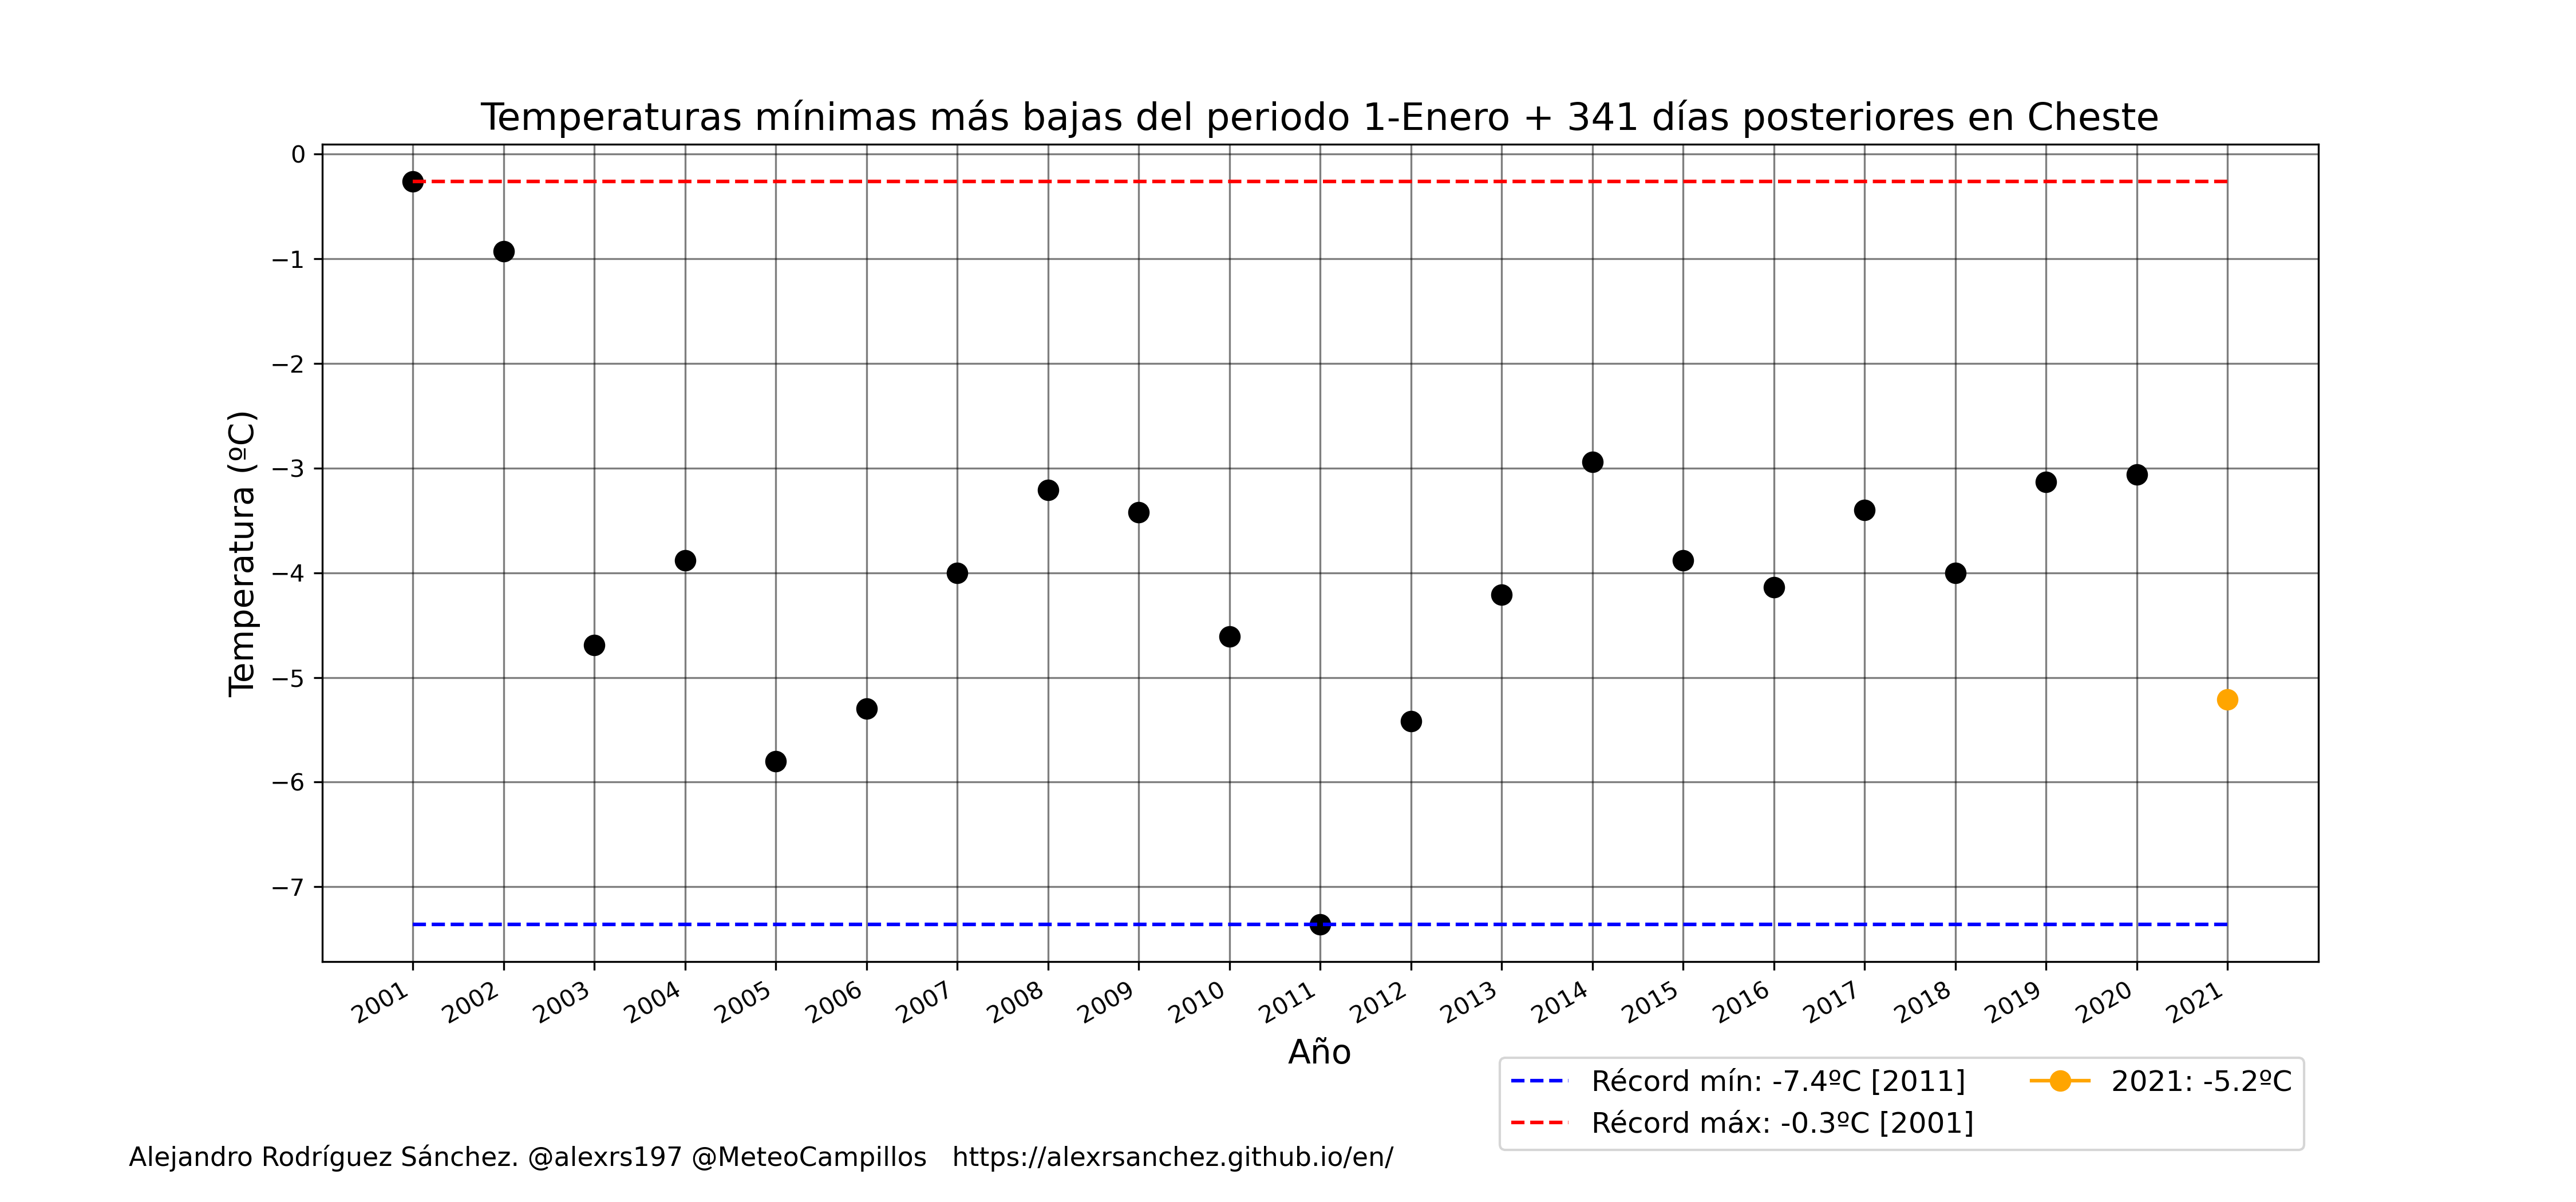 Temperaturas mínimas más bajas del periodo 1-Enero + 341 días posteriores en Cheste
Temperatura (ºC)
0
−1
−2
−3
−4
−5
−6
−7
2001 2002 2003 2004 2005 2006 2007 2008 2009 2010 2011 2012 2013 2014 2015 2016 2017 2018 2019 2020 2021
Año
Récord mín: -7.4ºC [2011]
Récord máx: -0.3ºC [2001]
2021: -5.2ºC
Alejandro Rodríguez Sánchez. @alexrs197 @MeteoCampillos https://alexrsanchez.github.io/en/